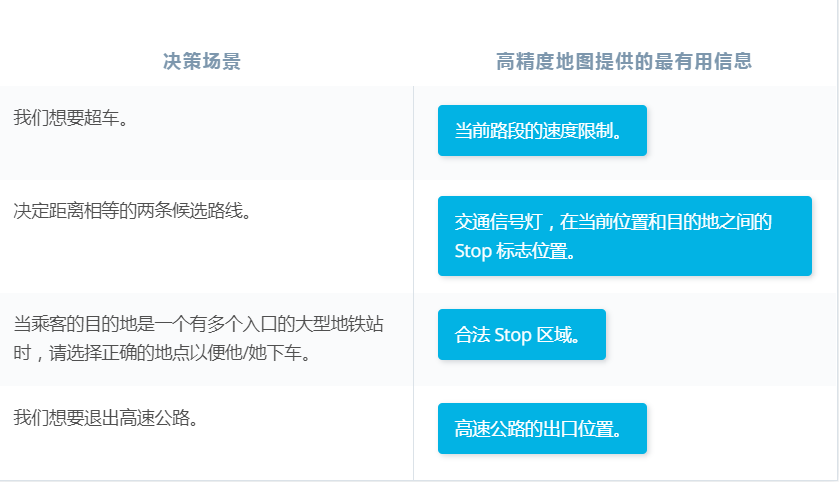 决策场景
高精度地图提供的最有用信息
我们想要超车。
当前路段的速度限制。
决定距离相等的两条候选路线。
交通信号灯，在当前位置和目的地之间的
Stop 标志位置。
当乘客的目的地是一个有多个入口的大型地铁站
时，请选择正确的地点以便他/她下车。
合法 Stop 区域。
我们想要退出高速公路。
高速公路的出口位置。